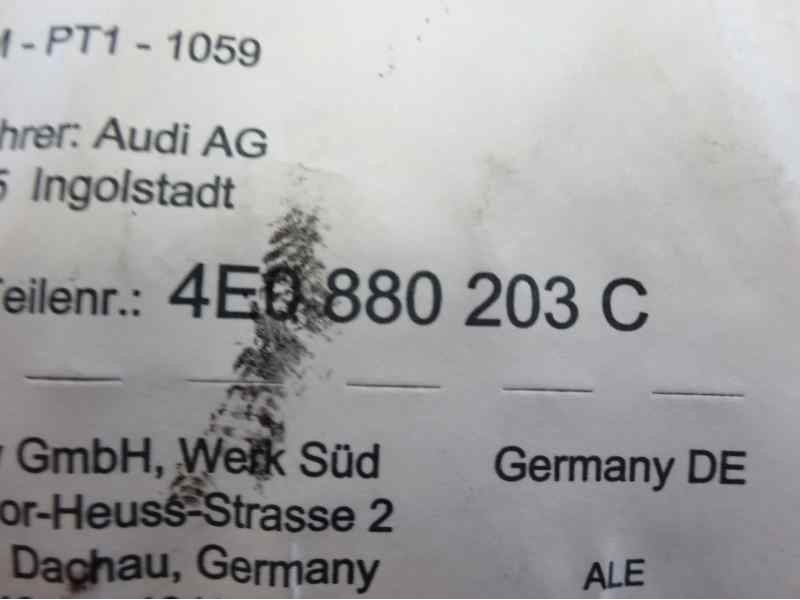 - PT1 - 1059
hrer: Audi AG
5 Ingolstadt
eilenr.: 4E0 880 203 C
GmbH, Werk Süd
Germany DE
or-Heuss-Strasse 2
Dachau, Germany
ALE